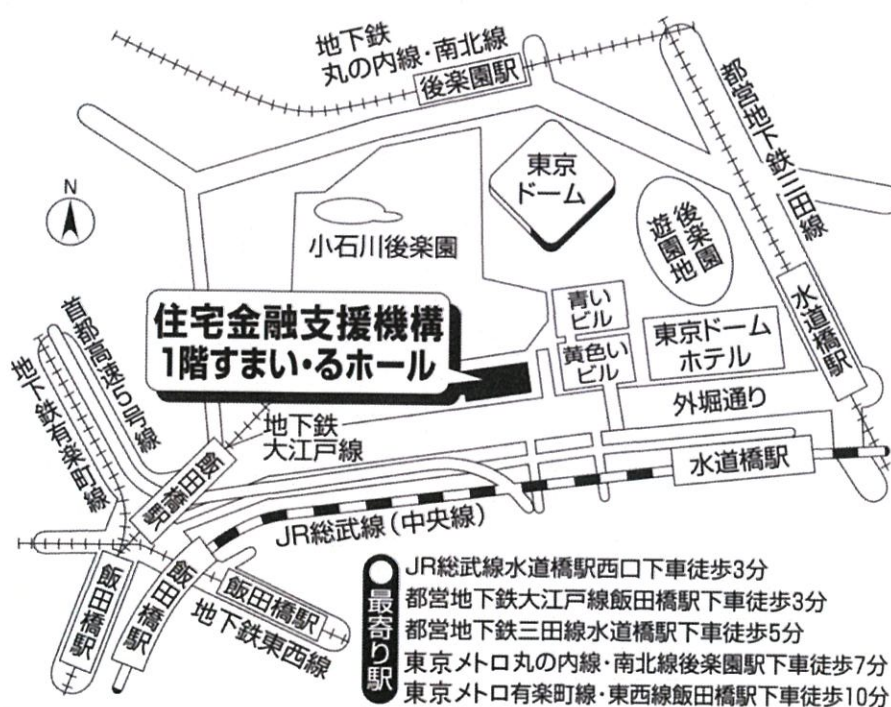 地下鉄
丸の内線・南北線
後楽園駅
都営地下鉄三田線
東京
ドーム
N
小石川後楽園
後楽園
遊園地
住宅金融支援機構
1階すまい・るホール
青い
ビル
黄色い
ビル
東京ドーム
ホテル
水道橋駅
外堀通り
首都高速5号線
地下鉄有楽町線
地下鉄
大江戸線
飯田橋駅
水道橋駅
JR総武線(中央線)
飯田橋駅
飯田橋駅
飯田橋駅
地下鉄東西線
最寄り駅
JR総武線水道橋駅西口下車徒歩3分
都営地下鉄大江戸線飯田橋駅下車徒歩3分
都営地下鉄三田線水道橋駅下車徒歩5分
東京メトロ丸の内線・南北線後楽園駅下車徒歩7分
東京メトロ有楽町線・東西線飯田橋駅下車徒歩10分